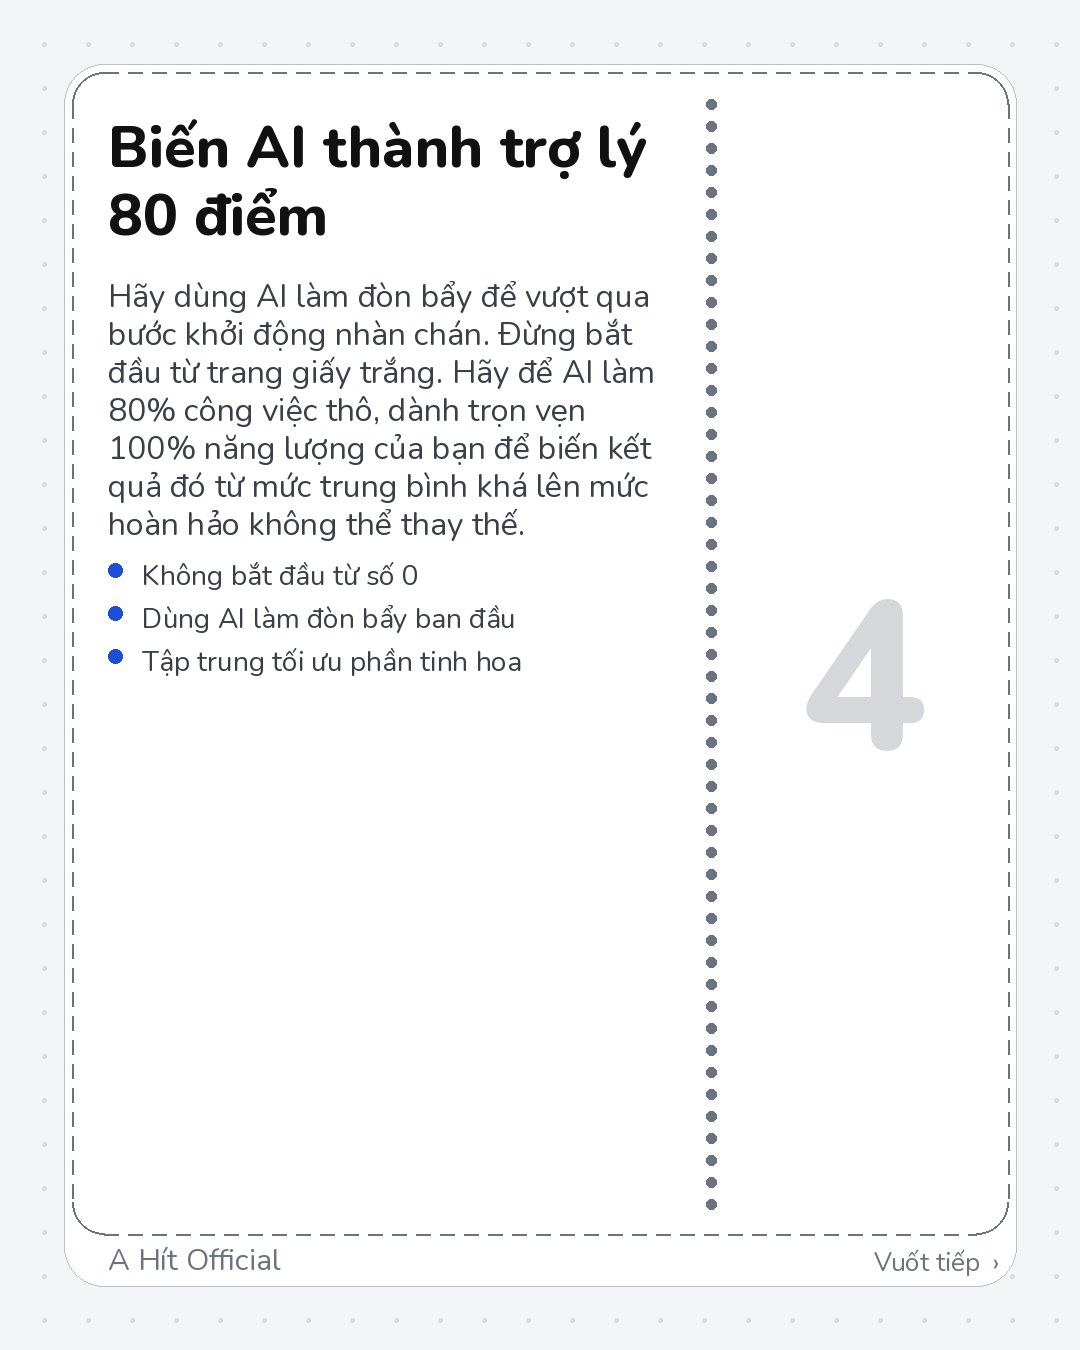 Biến AI thành trợ lý
80 điểm
Hãy dùng AI làm đòn bẩy để vượt qua
bước khởi động nhàn chán. Đừng bắt
đầu từ trang giấy trắng. Hãy để AI làm
80% công việc thô, dành trọn vẹn
100% năng lượng của bạn để biến kết
quả đó từ mức trung bình khá lên mức
hoàn hảo không thể thay thế.
Không bắt đầu từ số 0
Dùng AI làm đòn bẩy ban đầu
Tập trung tối ưu phần tinh hoa
4
A Hít Official
Vuốt tiếp ›